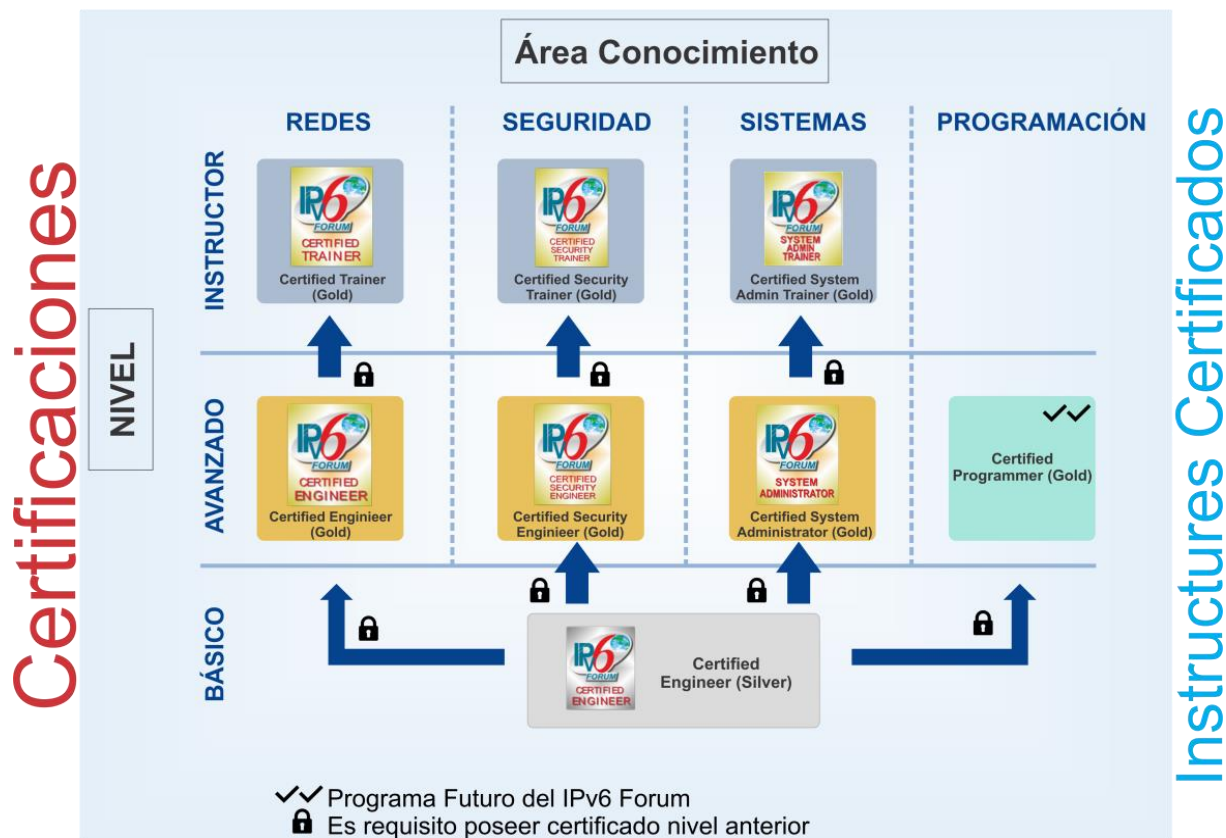 Certificaciones
Instructures Certificados
Área Conocimiento
NIVEL
REDES
SEGURIDAD
SISTEMAS
PROGRAMACIÓN
INSTRUCTOR
IPv6
FORUM
CERTIFIED
TRAINER
Certified Trainer
(Gold)
IPv6
FORUM
CERTIFIED
SECURITY
TRAINER
Certified Security
Trainer (Gold)
IPv6
FORUM
SYSTEM
ADMIN
TRAINER
Certified System
Admin Trainer (Gold)
AVANZADO
IPv6
FORUM
CERTIFIED
ENGINEER
Certified Enginieer
(Gold)
IPv6
FORUM
CERTIFIED
SECURITY
ENGINEER
Certified Security
Enginieer (Gold)
IPv6
FORUM
SYSTEM
ADMINISTRATOR
Certified System
Administrator (Gold)
Certified
Programmer (Gold)
BÁSICO
IPv6
FORUM
CERTIFIED
ENGINEER
Certified
Engineer (Silver)
Programa Futuro del IPv6 Forum
Es requisito poseer certificado nivel anterior